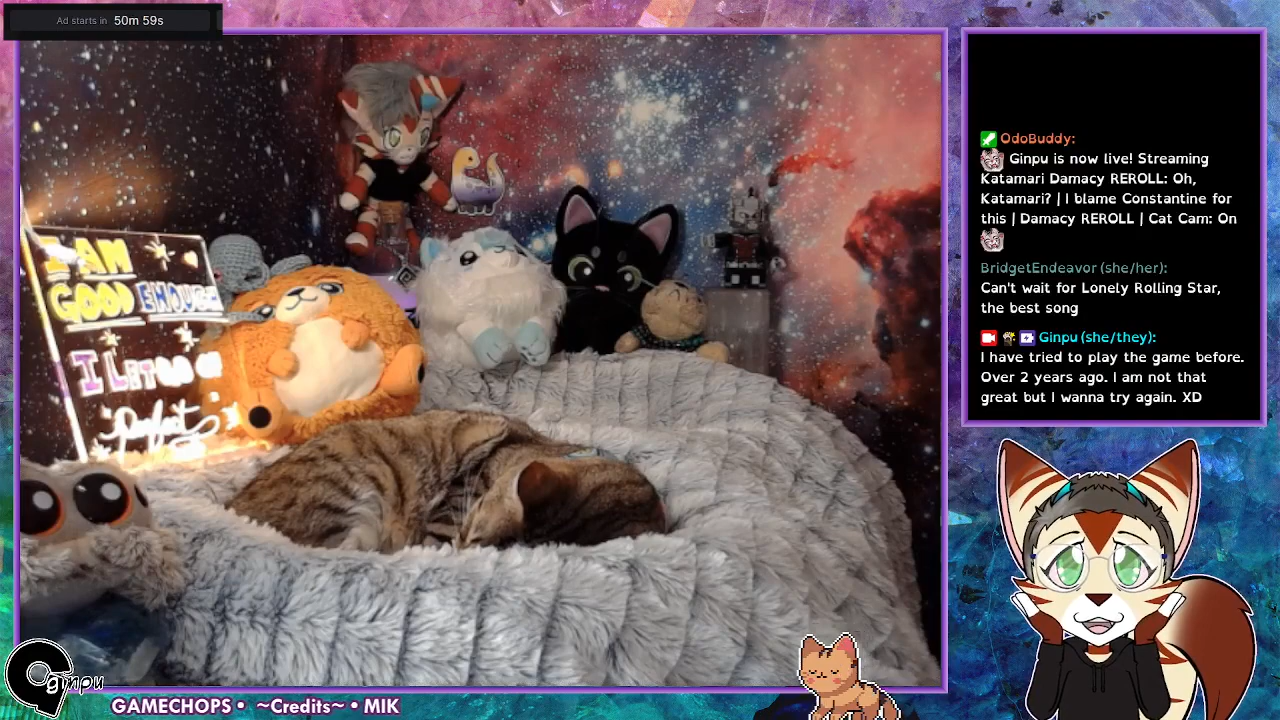 Ad starts in 50m 59s
I AM
GOOD ENOUGH
Perfect
OdoBuddy:
Ginpu is now live! Streaming
Katamari Damacy REROLL: Oh,
Katamari? | I blame Constantine for
this | Damacy REROLL | Cat Cam: On
BridgetEndeavor (she/her):
Can't wait for Lonely Rolling Star,
the best song
Ginpu (she/they):
I have tried to play the game before.
Over 2 years ago. I am not that
great but I wanna try again. XD
ginpu
GAMECHOPS • ~Credits~ • MIK